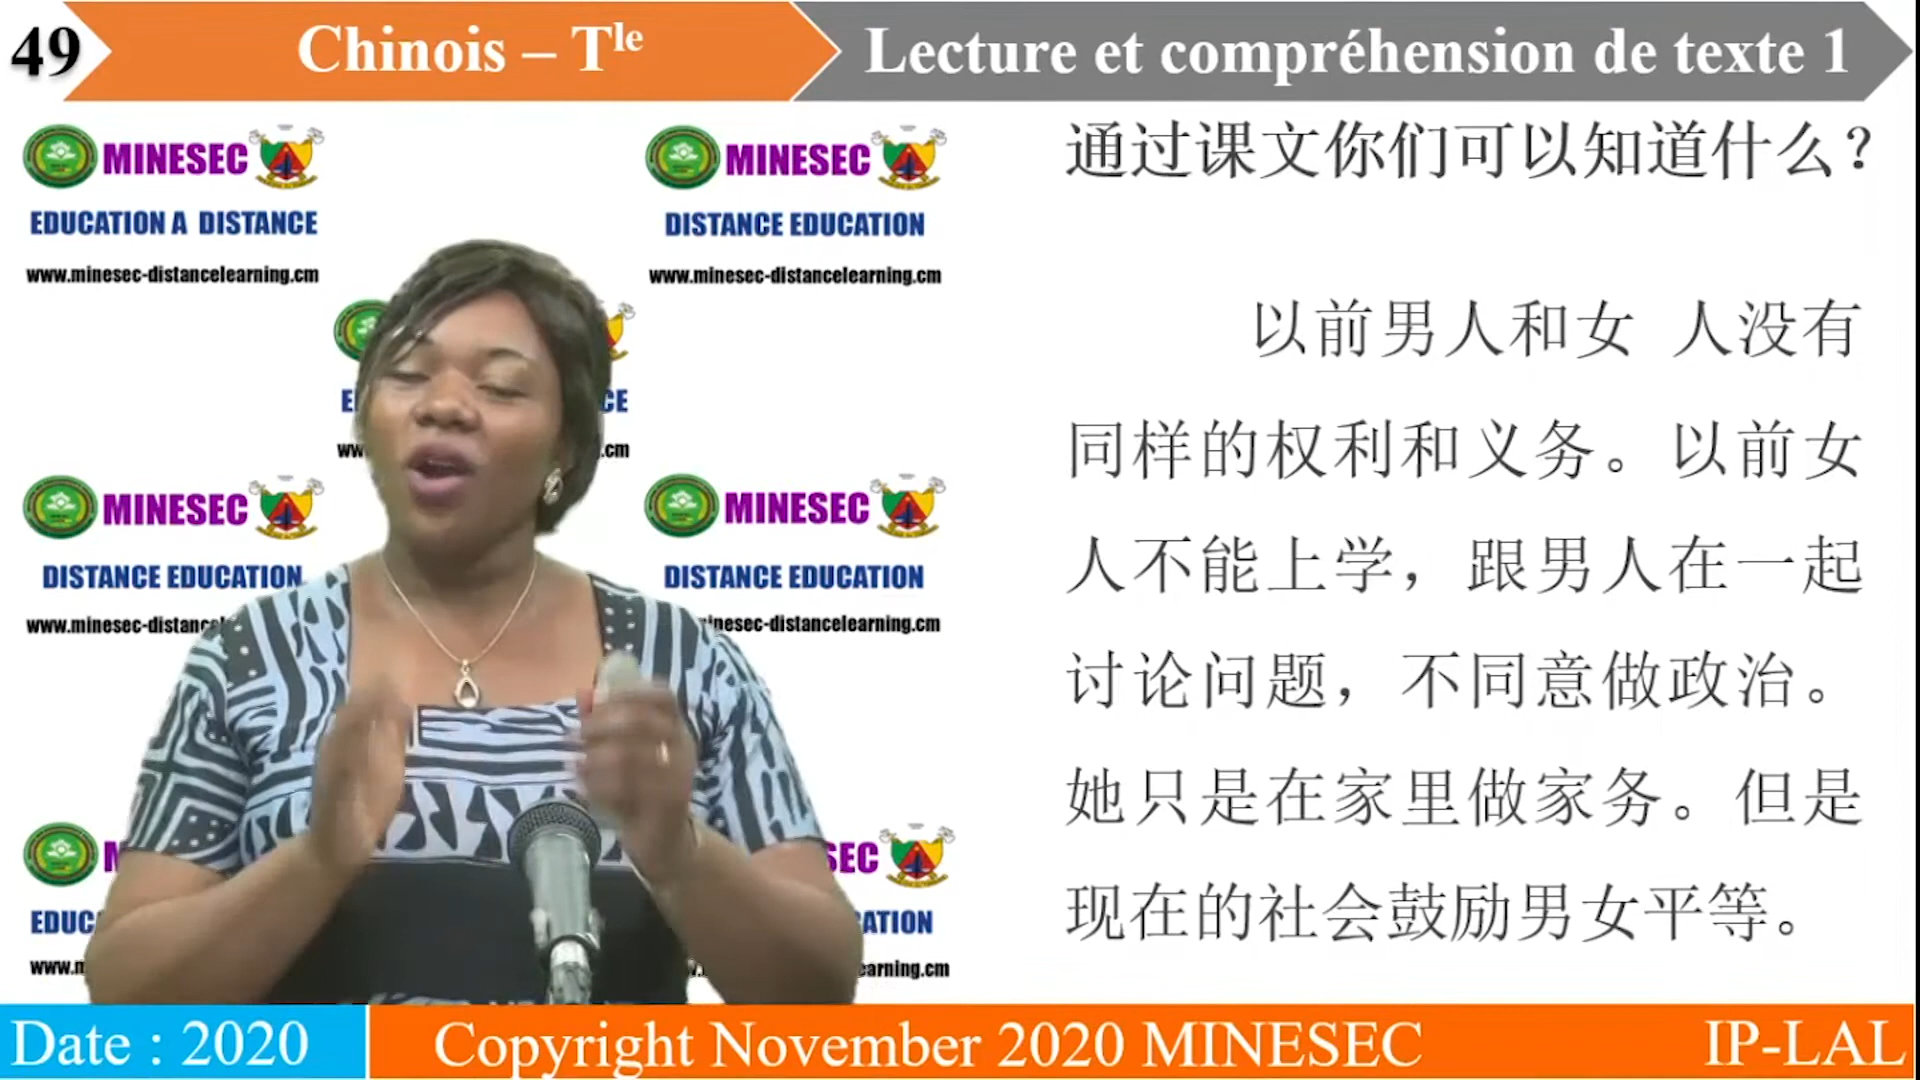 49
Chinois – Tle
Lecture et compréhension de texte 1
MINESEC
EDUCATION A DISTANCE
www.minesec-distancelearning.cm
MINESEC
DISTANCE EDUCATION
www.minesec-distancelearning.cm
MINESEC
DISTANCE EDUCATION
MINESEC
DISTANCE EDUCATION
通过课文你们可以知道什么？
以前男人和女 人没有
同样的权利和义务。以前女
人不能上学，跟男人在一起
讨论问题，不同意做政治。
她只是在家里做家务。但是
现在的社会鼓励男女平等。
Date : 2020
Copyright November 2020 MINESEC
IP-LAL